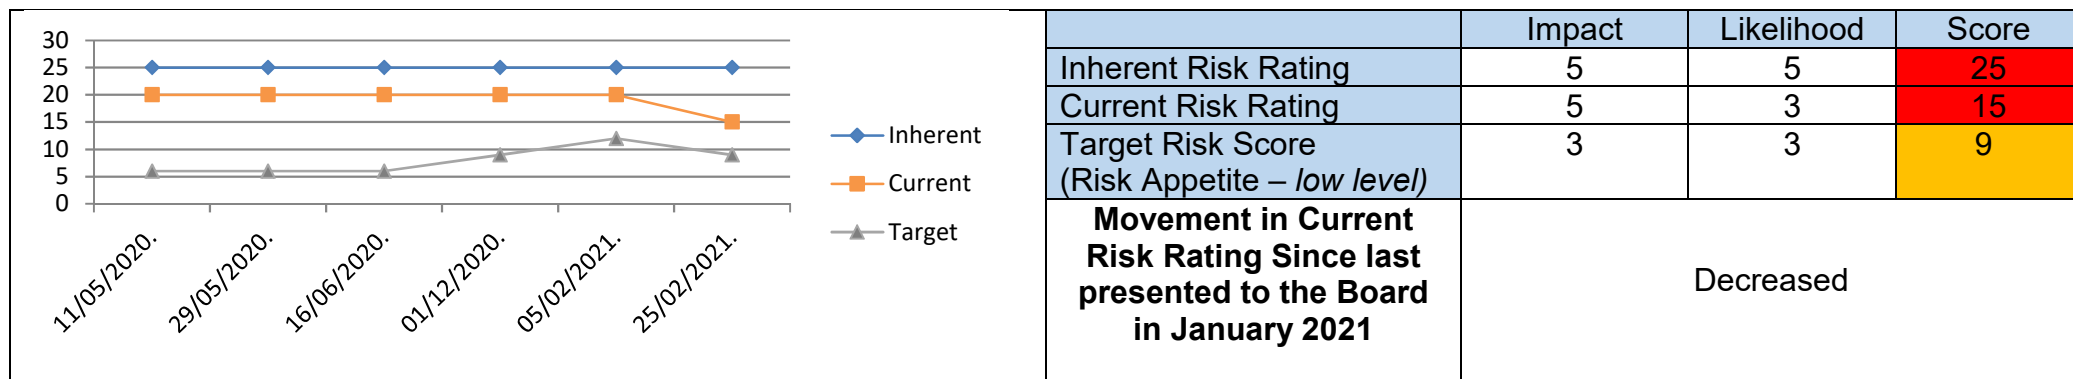 30
25
20
15
10
5
0
11/05/2020.
29/05/2020.
16/06/2020.
01/12/2020.
05/02/2021.
25/02/2021.
Inherent
Current
Target
Impact Likelihood Score
Inherent Risk Rating 5 5 25
Current Risk Rating 5 3 15
Target Risk Score 3 3 9
(Risk Appetite – low level)
Movement in Current
Risk Rating Since last
presented to the Board
in January 2021
Decreased